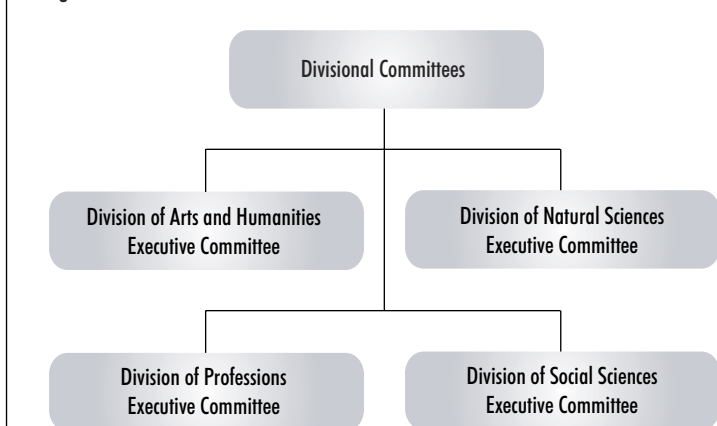 Divisional Committees
Division of Arts and Humanities
Executive Committee
Division of Natural Sciences
Executive Committee
Division of Professions
Executive Committee
Division of Social Sciences
Executive Committee